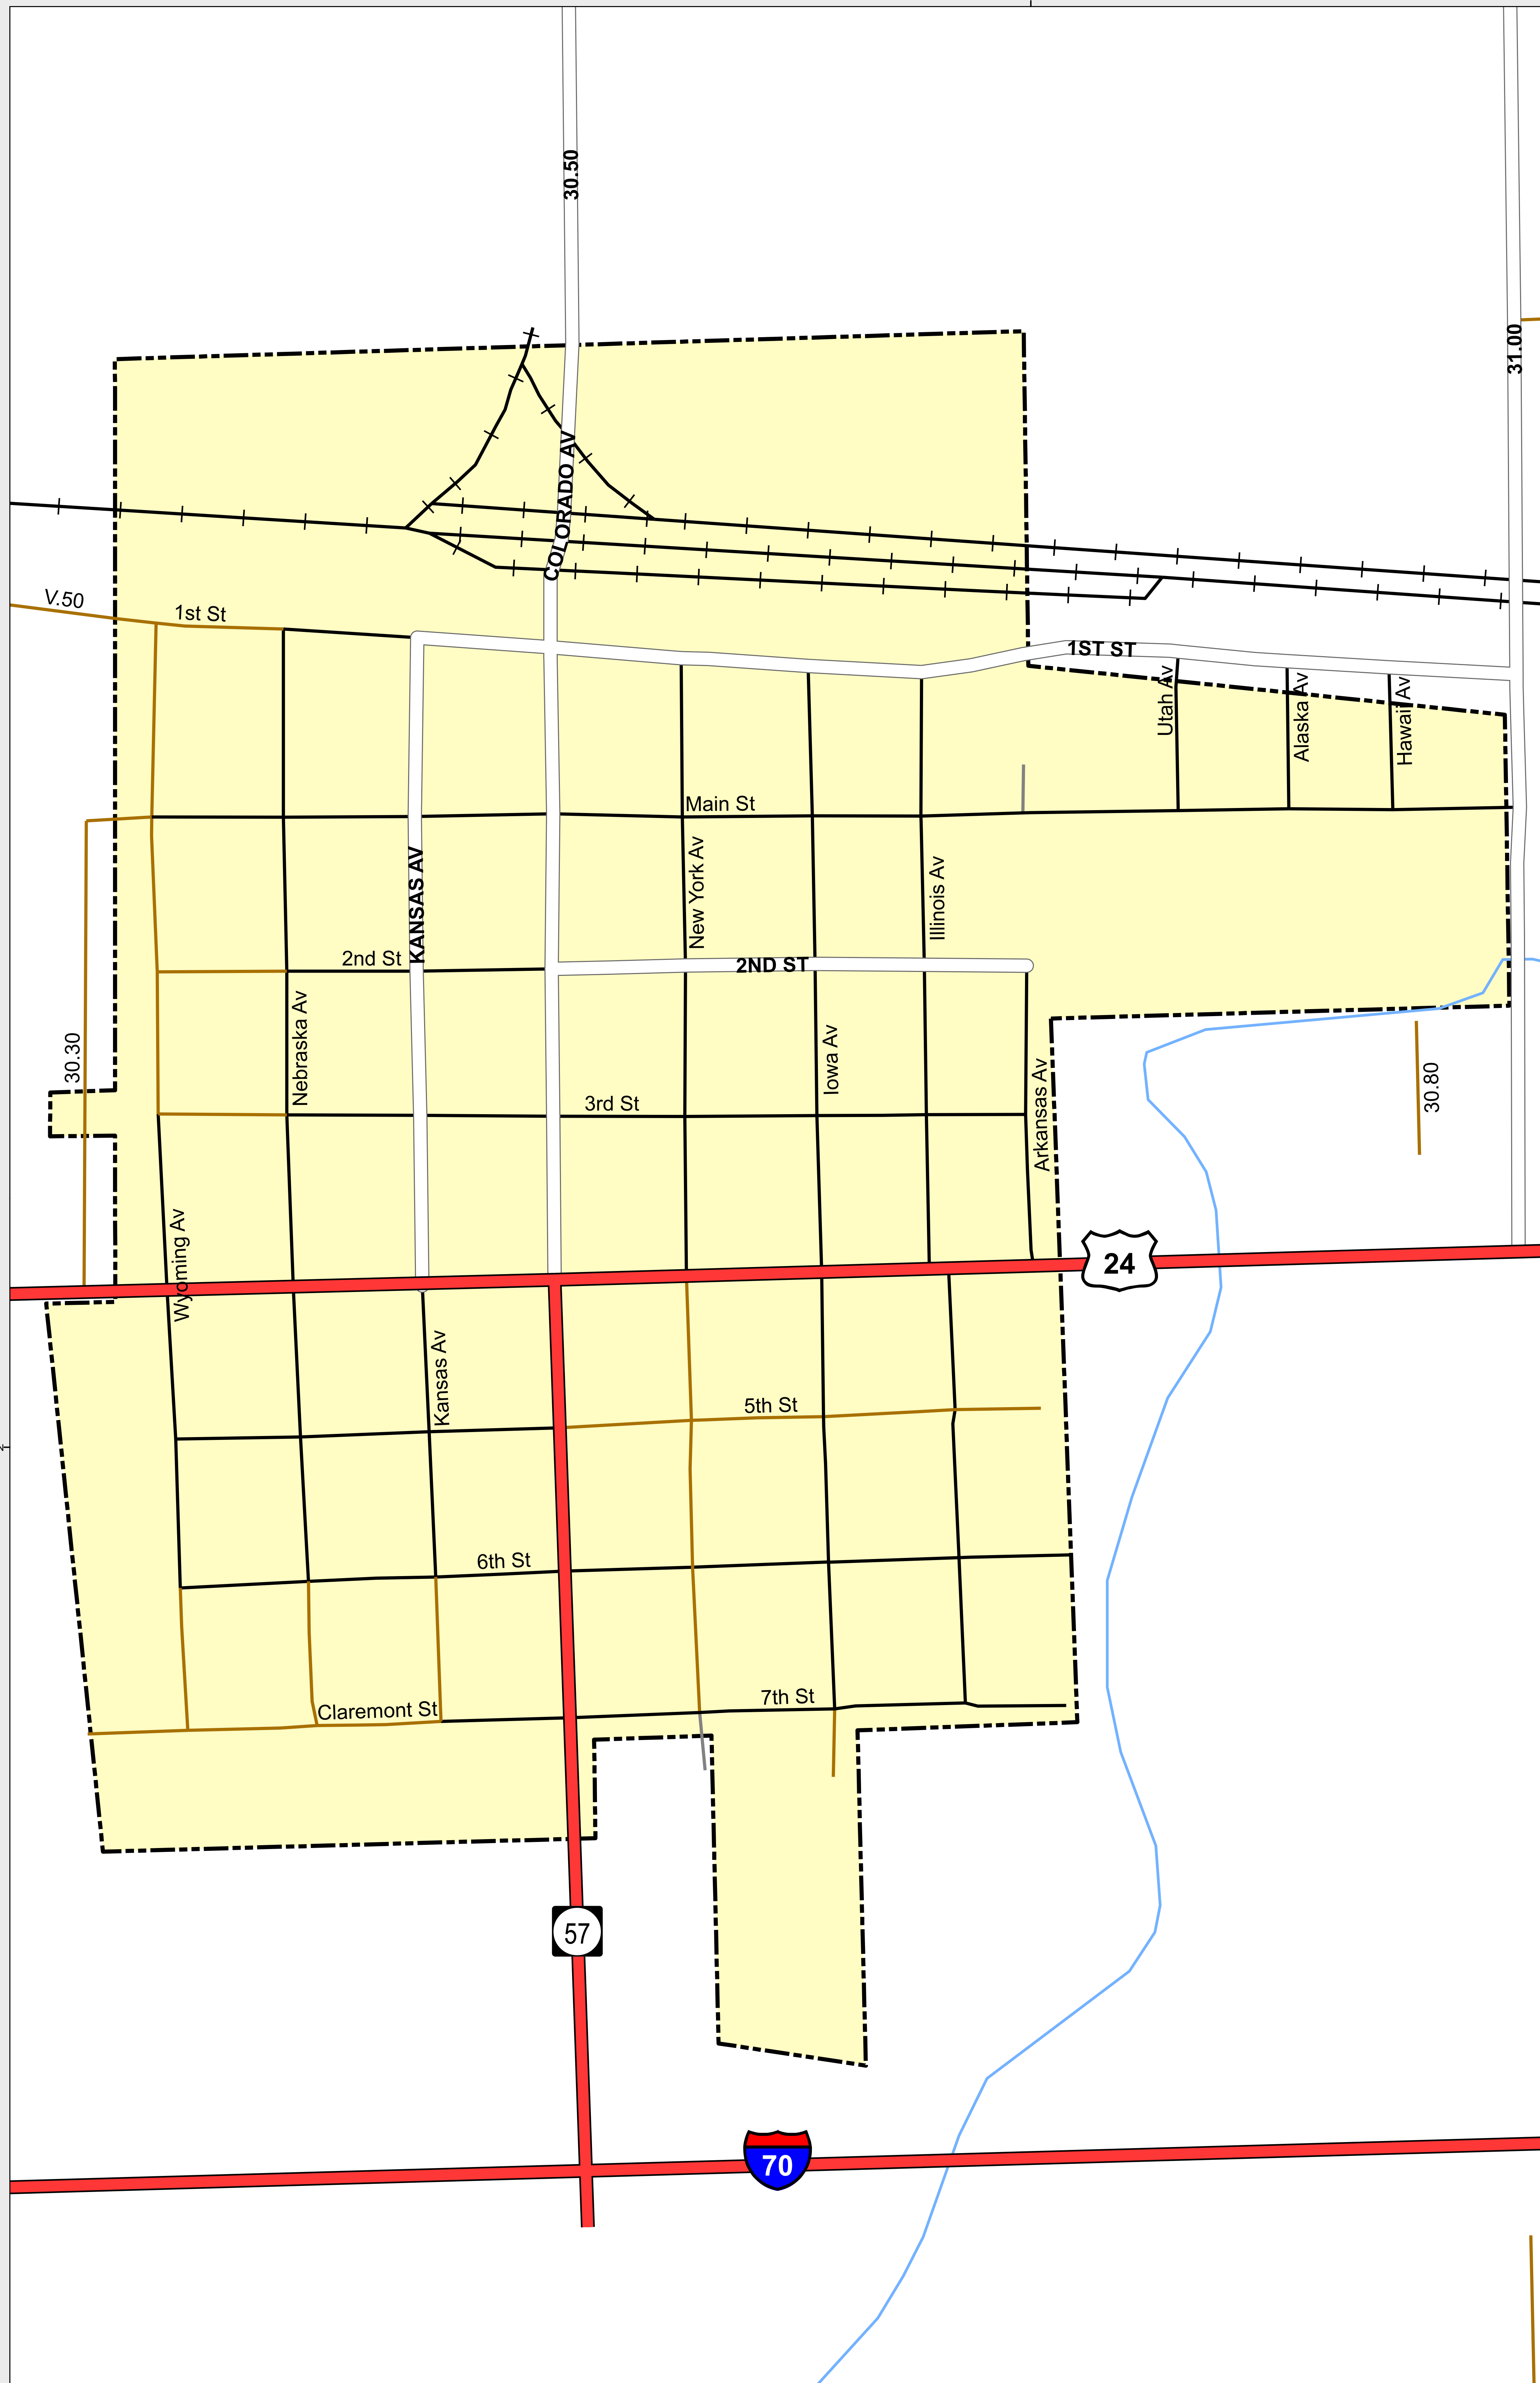 30.50
31.00
COLORADO AV
V.50
1st St
1ST ST
Utah Av
Alaska Av
Hawaii Av
Main St
KANSAS AV
New York Av
Illinois Av
2nd St
2ND ST
30.30
Nebraska Av
3rd St
Iowa Av
Arkansas Av
30.80
Wyoming Av
24
Kansas Av
5th St
6th St
Claremont St
7th St
57
70